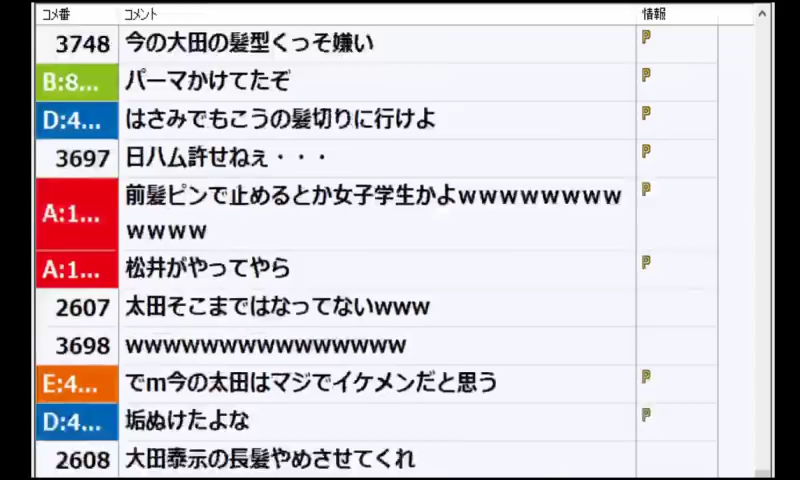 コメ番 コメント 情報
3748 今の大田の髪型くっそ嫌い P
B:8... パーマかけてたぞ P
D:4... はさみでもこうの髪切りに行けよ P
3697 日ハム許せねぇ・・・ P
A:1... 前髪ピンで止めるとか女子学生かよwwwwwwww P
wwww
A:1... 松井がやってやら P
2607 太田そこまではなってないwww
3698 wwwwwwwwwwwwwwww
E:4... でm今の太田はマジでイケメンだと思う P
D:4... 垢ぬけたよな P
2608 大田泰示の長髪やめさせてくれ